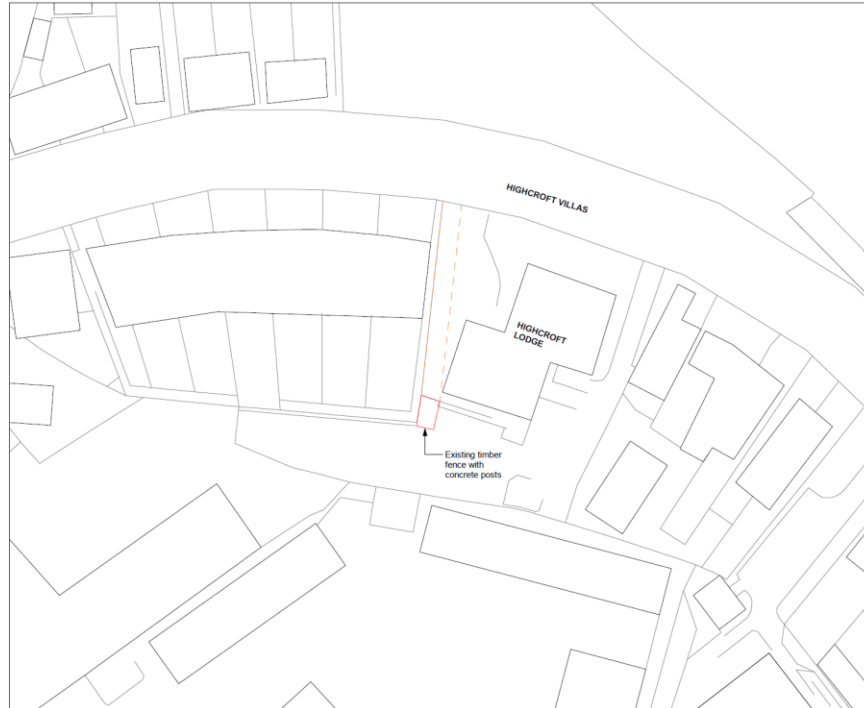 HIGHCROFT VILLAS
HIGHCROFT
LODGE
Existing timber
fence with
concrete posts